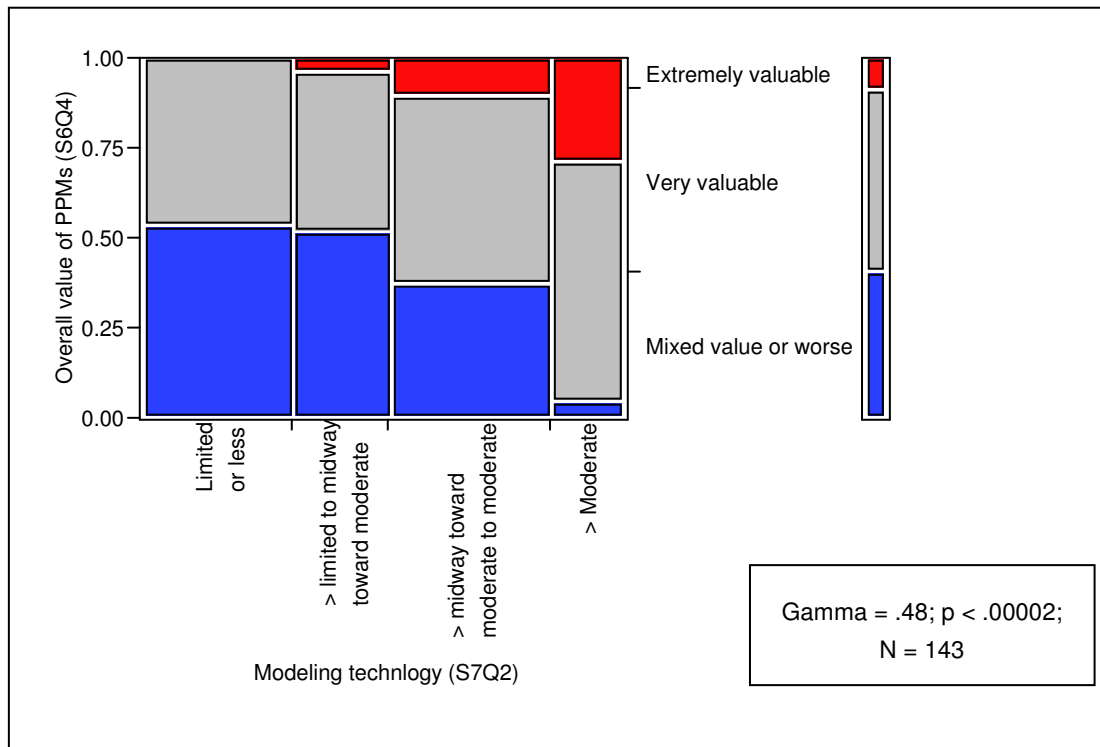 Overall value of PPMs (S6Q4)
1.00
0.75
0.50
0.25
0.00
Extremely valuable
Very valuable
Mixed value or worse
Limited
or less
> limited to midway
toward moderate
> midway toward
moderate to moderate
> Moderate
Modeling technlogy (S7Q2)
Gamma = .48; p < .00002;
N = 143